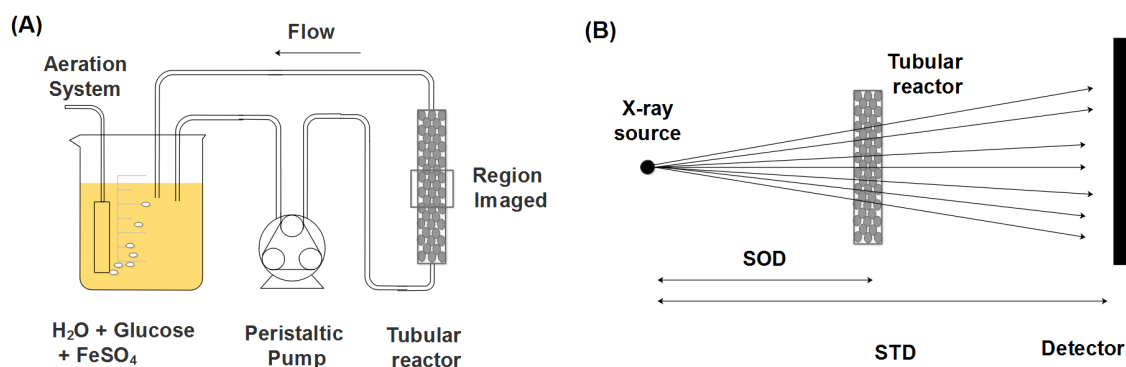 (A)
Flow
Aeration
System
Region
Imaged
H₂O + Glucose
+ FeSO₄
Peristaltic
Pump
Tubular
reactor
(B)
Tubular
reactor
X-ray
source
SOD
STD
Detector